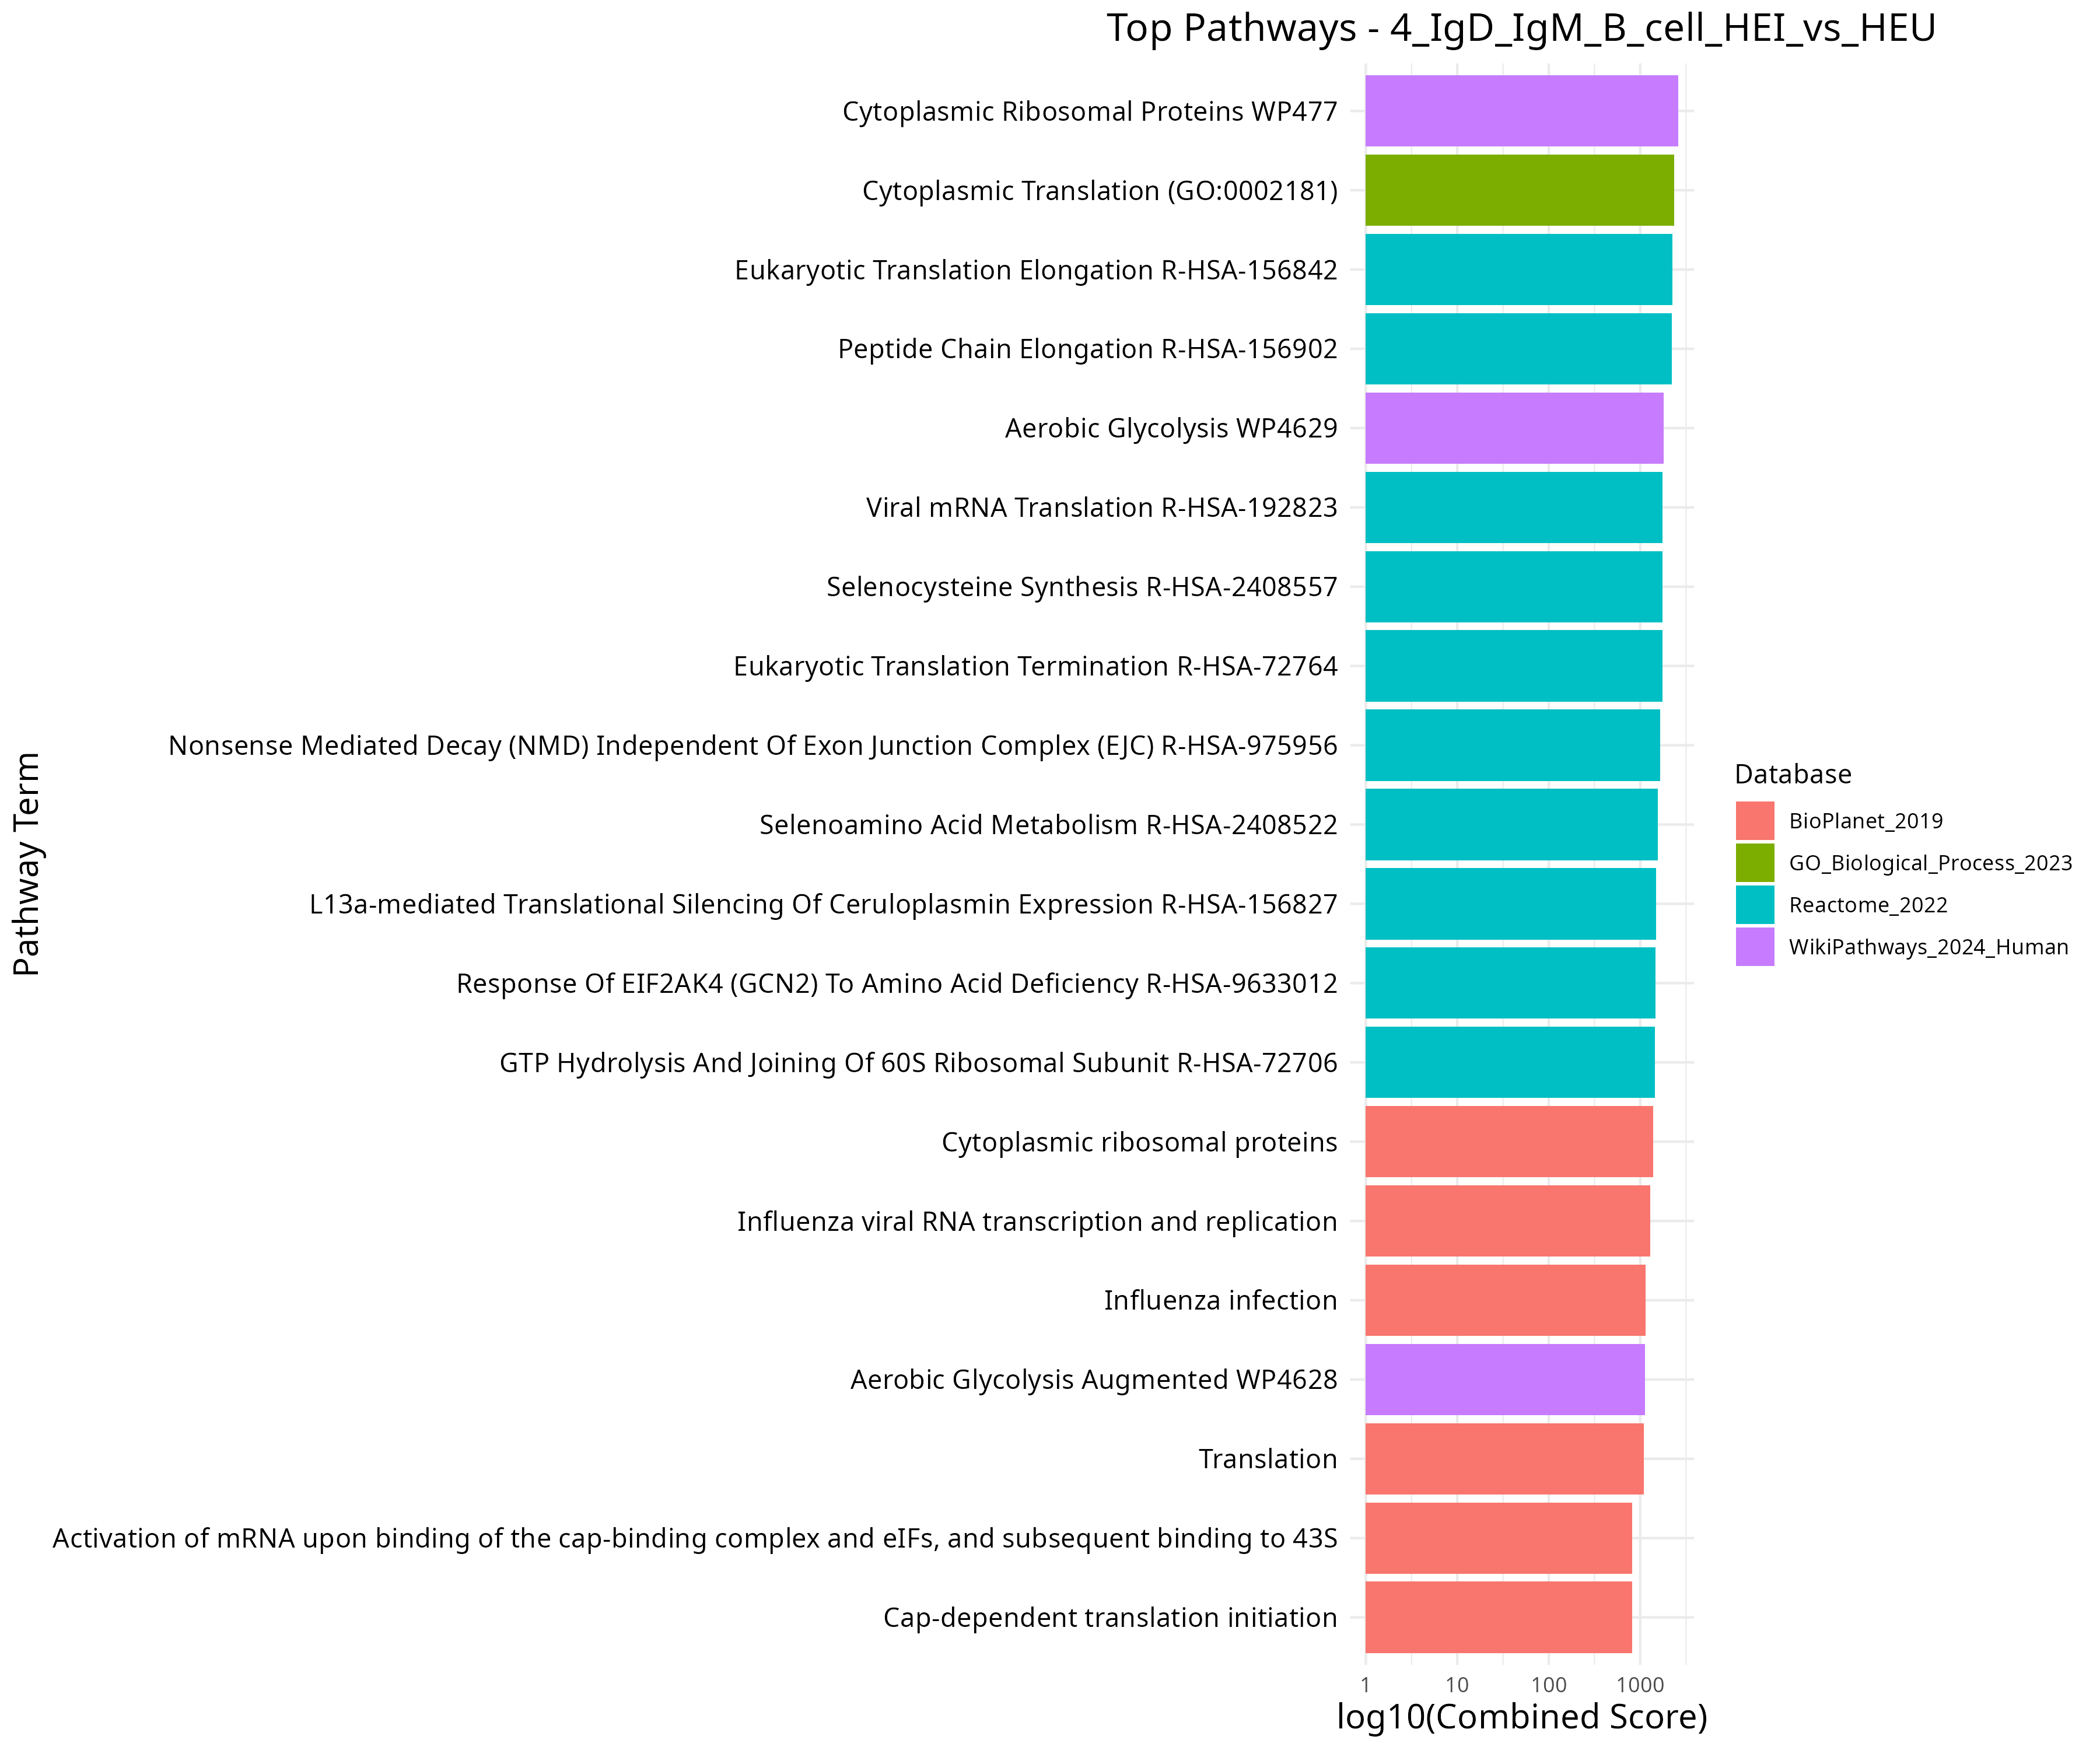 Top Pathways - 4_IgD_IgM_B_cell_HEI_vs_HEU
Pathway Term
Cytoplasmic Ribosomal Proteins WP477
Cytoplasmic Translation (GO:0002181)
Eukaryotic Translation Elongation R-HSA-156842
Peptide Chain Elongation R-HSA-156902
Aerobic Glycolysis WP4629
Viral mRNA Translation R-HSA-192823
Selenocysteine Synthesis R-HSA-2408557
Eukaryotic Translation Termination R-HSA-72764
Nonsense Mediated Decay (NMD) Independent Of Exon Junction Complex (EJC) R-HSA-975956
Selenoamino Acid Metabolism R-HSA-2408522
L13a-mediated Translational Silencing Of Ceruloplasmin Expression R-HSA-156827
Response Of EIF2AK4 (GCN2) To Amino Acid Deficiency R-HSA-9633012
GTP Hydrolysis And Joining Of 60S Ribosomal Subunit R-HSA-72706
Cytoplasmic ribosomal proteins
Influenza viral RNA transcription and replication
Influenza infection
Aerobic Glycolysis Augmented WP4628
Translation
Activation of mRNA upon binding of the cap-binding complex and eIFs, and subsequent binding to 43S
Cap-dependent translation initiation
1 10 100 1000
log10(Combined Score)
Database
BioPlanet_2019
GO_Biological_Process_2023
Reactome_2022
WikiPathways_2024_Human